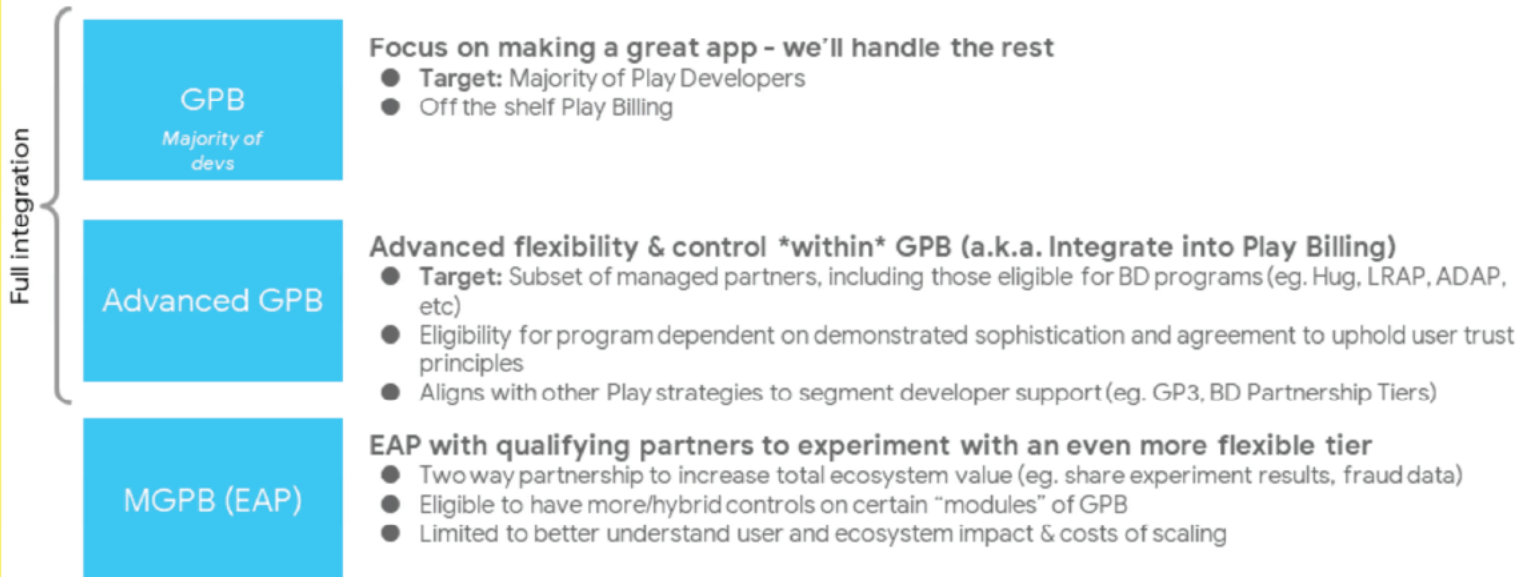 Full integration
GPB
Majority of
devs
Focus on making a great app - we'll handle the rest
● Target: Majority of Play Developers
● Off the shelf Play Billing
Advanced GPB
Advanced flexibility & control *within* GPB (a.k.a. Integrate into Play Billing)
● Target: Subset of managed partners, including those eligible for BD programs (eg. Hug, LRAP, ADAP,
etc)
● Eligibility for program dependent on demonstrated sophistication and agreement to uphold user trust
principles
● Aligns with other Play strategies to segment developer support (eg. GP3, BD Partnership Tiers)
MGPB (EAP)
EAP with qualifying partners to experiment with an even more flexible tier
● Two way partnership to increase total ecosystem value (eg. share experiment results, fraud data)
● Eligible to have more/hybrid controls on certain “modules” of GPB
● Limited to better understand user and ecosystem impact & costs of scaling